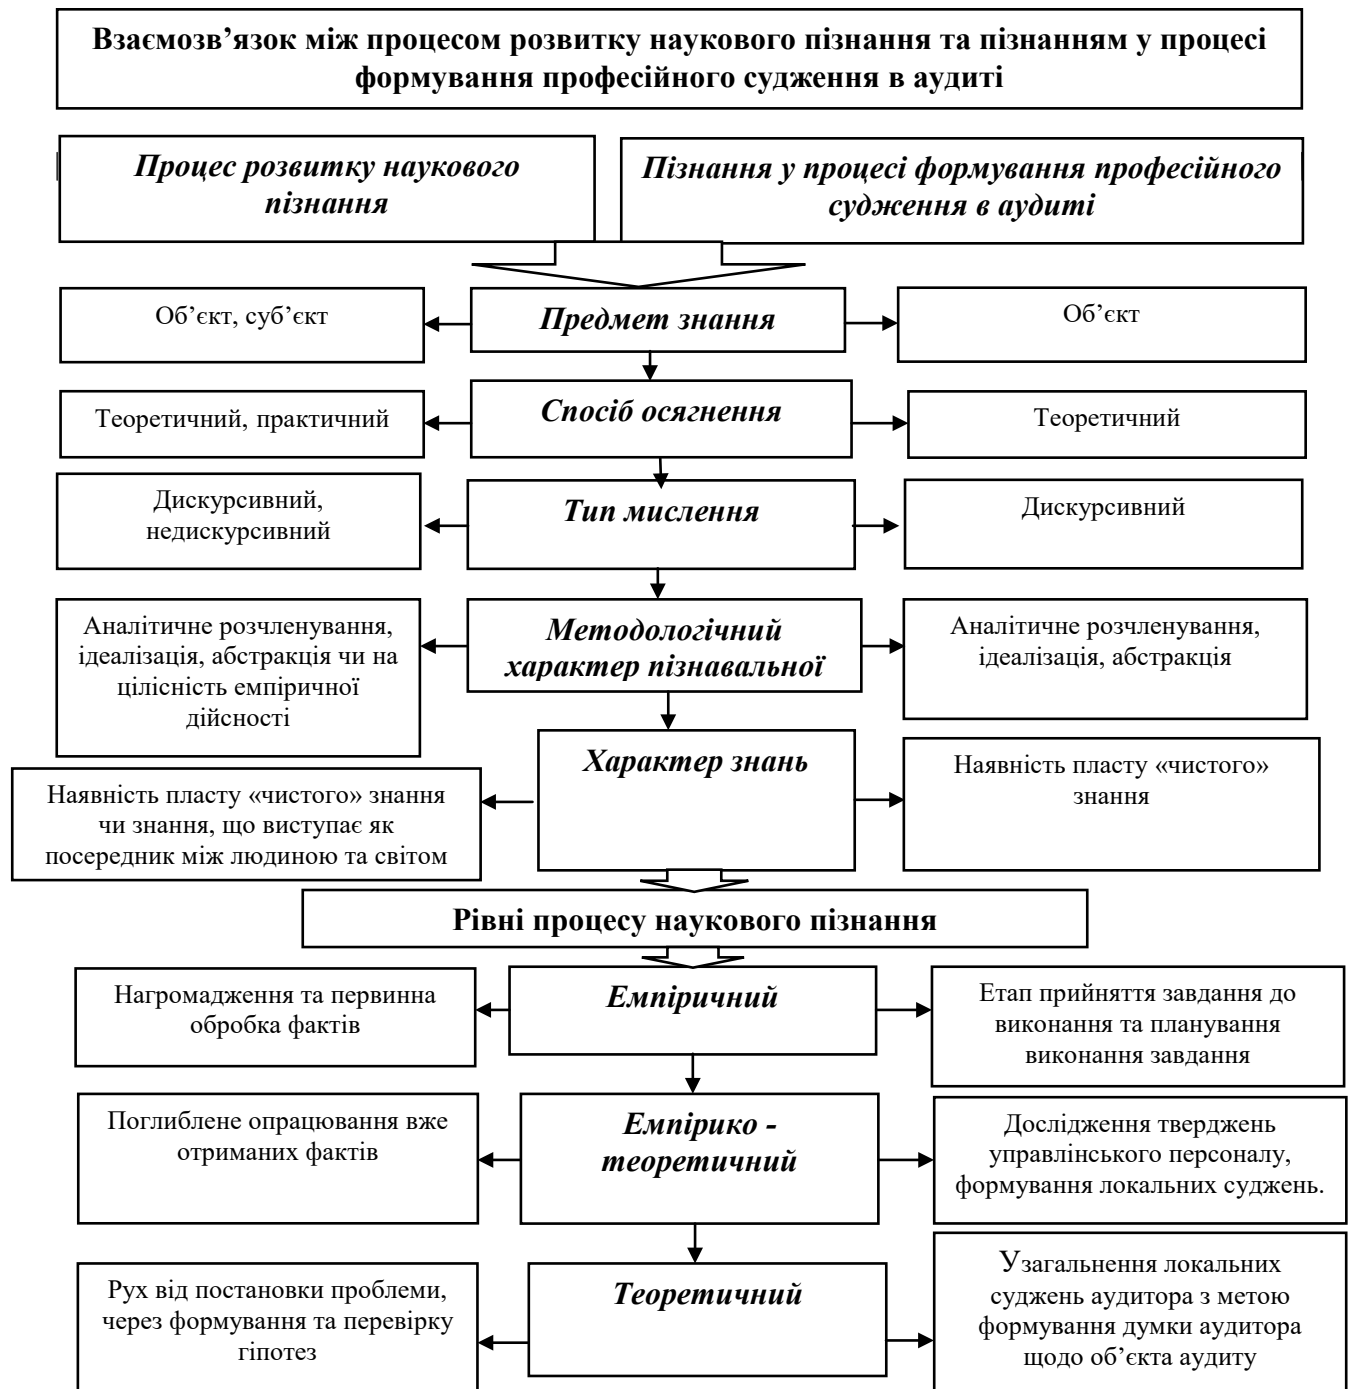 Взаємозв’язок між процесом розвитку наукового пізнання та пізнанням у процесі
формування професійного судження в аудиті
Процес розвитку наукового
пізнання
Пізнання у процесі формування професійного
судження в аудиті
Об’єкт, суб’єкт
Предмет знання
Об’єкт
Теоретичний, практичний
Спосіб осягнення
Теоретичний
Дискурсивний,
недискурсивний
Тип мислення
Дискурсивний
Аналітичне розчленування,
ідеалізація, абстракція чи на
цілісність емпіричної
дійсності
Методологічний
характер пізнавальної
Аналітичне розчленування,
ідеалізація, абстракція
Наявність пласту «чистого» знання
чи знання, що виступає як
посередник між людиною та світом
Характер знань
Наявність пласту «чистого»
знання
Рівні процесу наукового пізнання
Нагромадження та первинна
обробка фактів
Емпіричний
Етап прийняття завдання до
виконання та планування
виконання завдання
Поглиблене опрацювання вже
отриманих фактів
Емпірико -
теоретичний
Дослідження тверджень
управлінського персоналу,
формування локальних суджень.
Рух від постановки проблеми,
через формування та перевірку
гіпотез
Теоретичний
Узагальнення локальних
суджень аудитора з метою
формування думки аудитора
щодо об’єкта аудиту